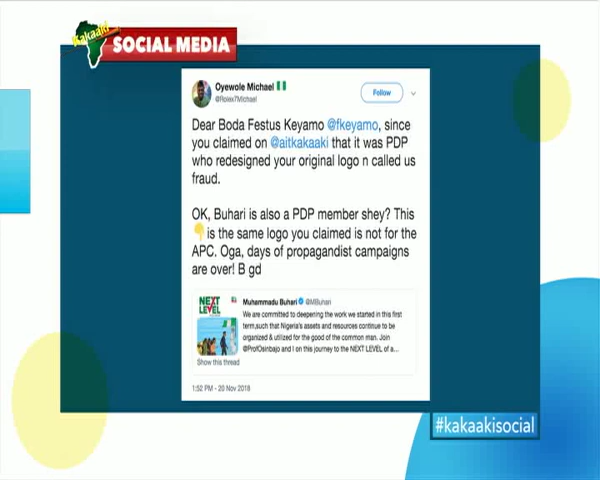 Kakaaki
SOCIAL MEDIA
Oyewole Michael
@Rolex7Michael
Follow
Dear Boda Festus Keyamo @fkeyamo, since
you claimed on @aitkakaaki that it was PDP
who redesigned your original logo n called us
fraud.
OK, Buhari is also a PDP member shey? This
👇is the same logo you claimed is not for the
APC. Oga, days of propagandist campaigns
are over! B gd
NEXT
LEVEL
Muhammadu Buhari @MBuhari
We are committed to deepening the work we started in this first
term,such that Nigeria's assets and resources continue to be
organized & utilized for the good of the common man. Join
@ProfOsinbajo and I on this journey to the NEXT LEVEL of a...
Show this thread
1:52 PM - 20 Nov 2018
#kakaakisocial